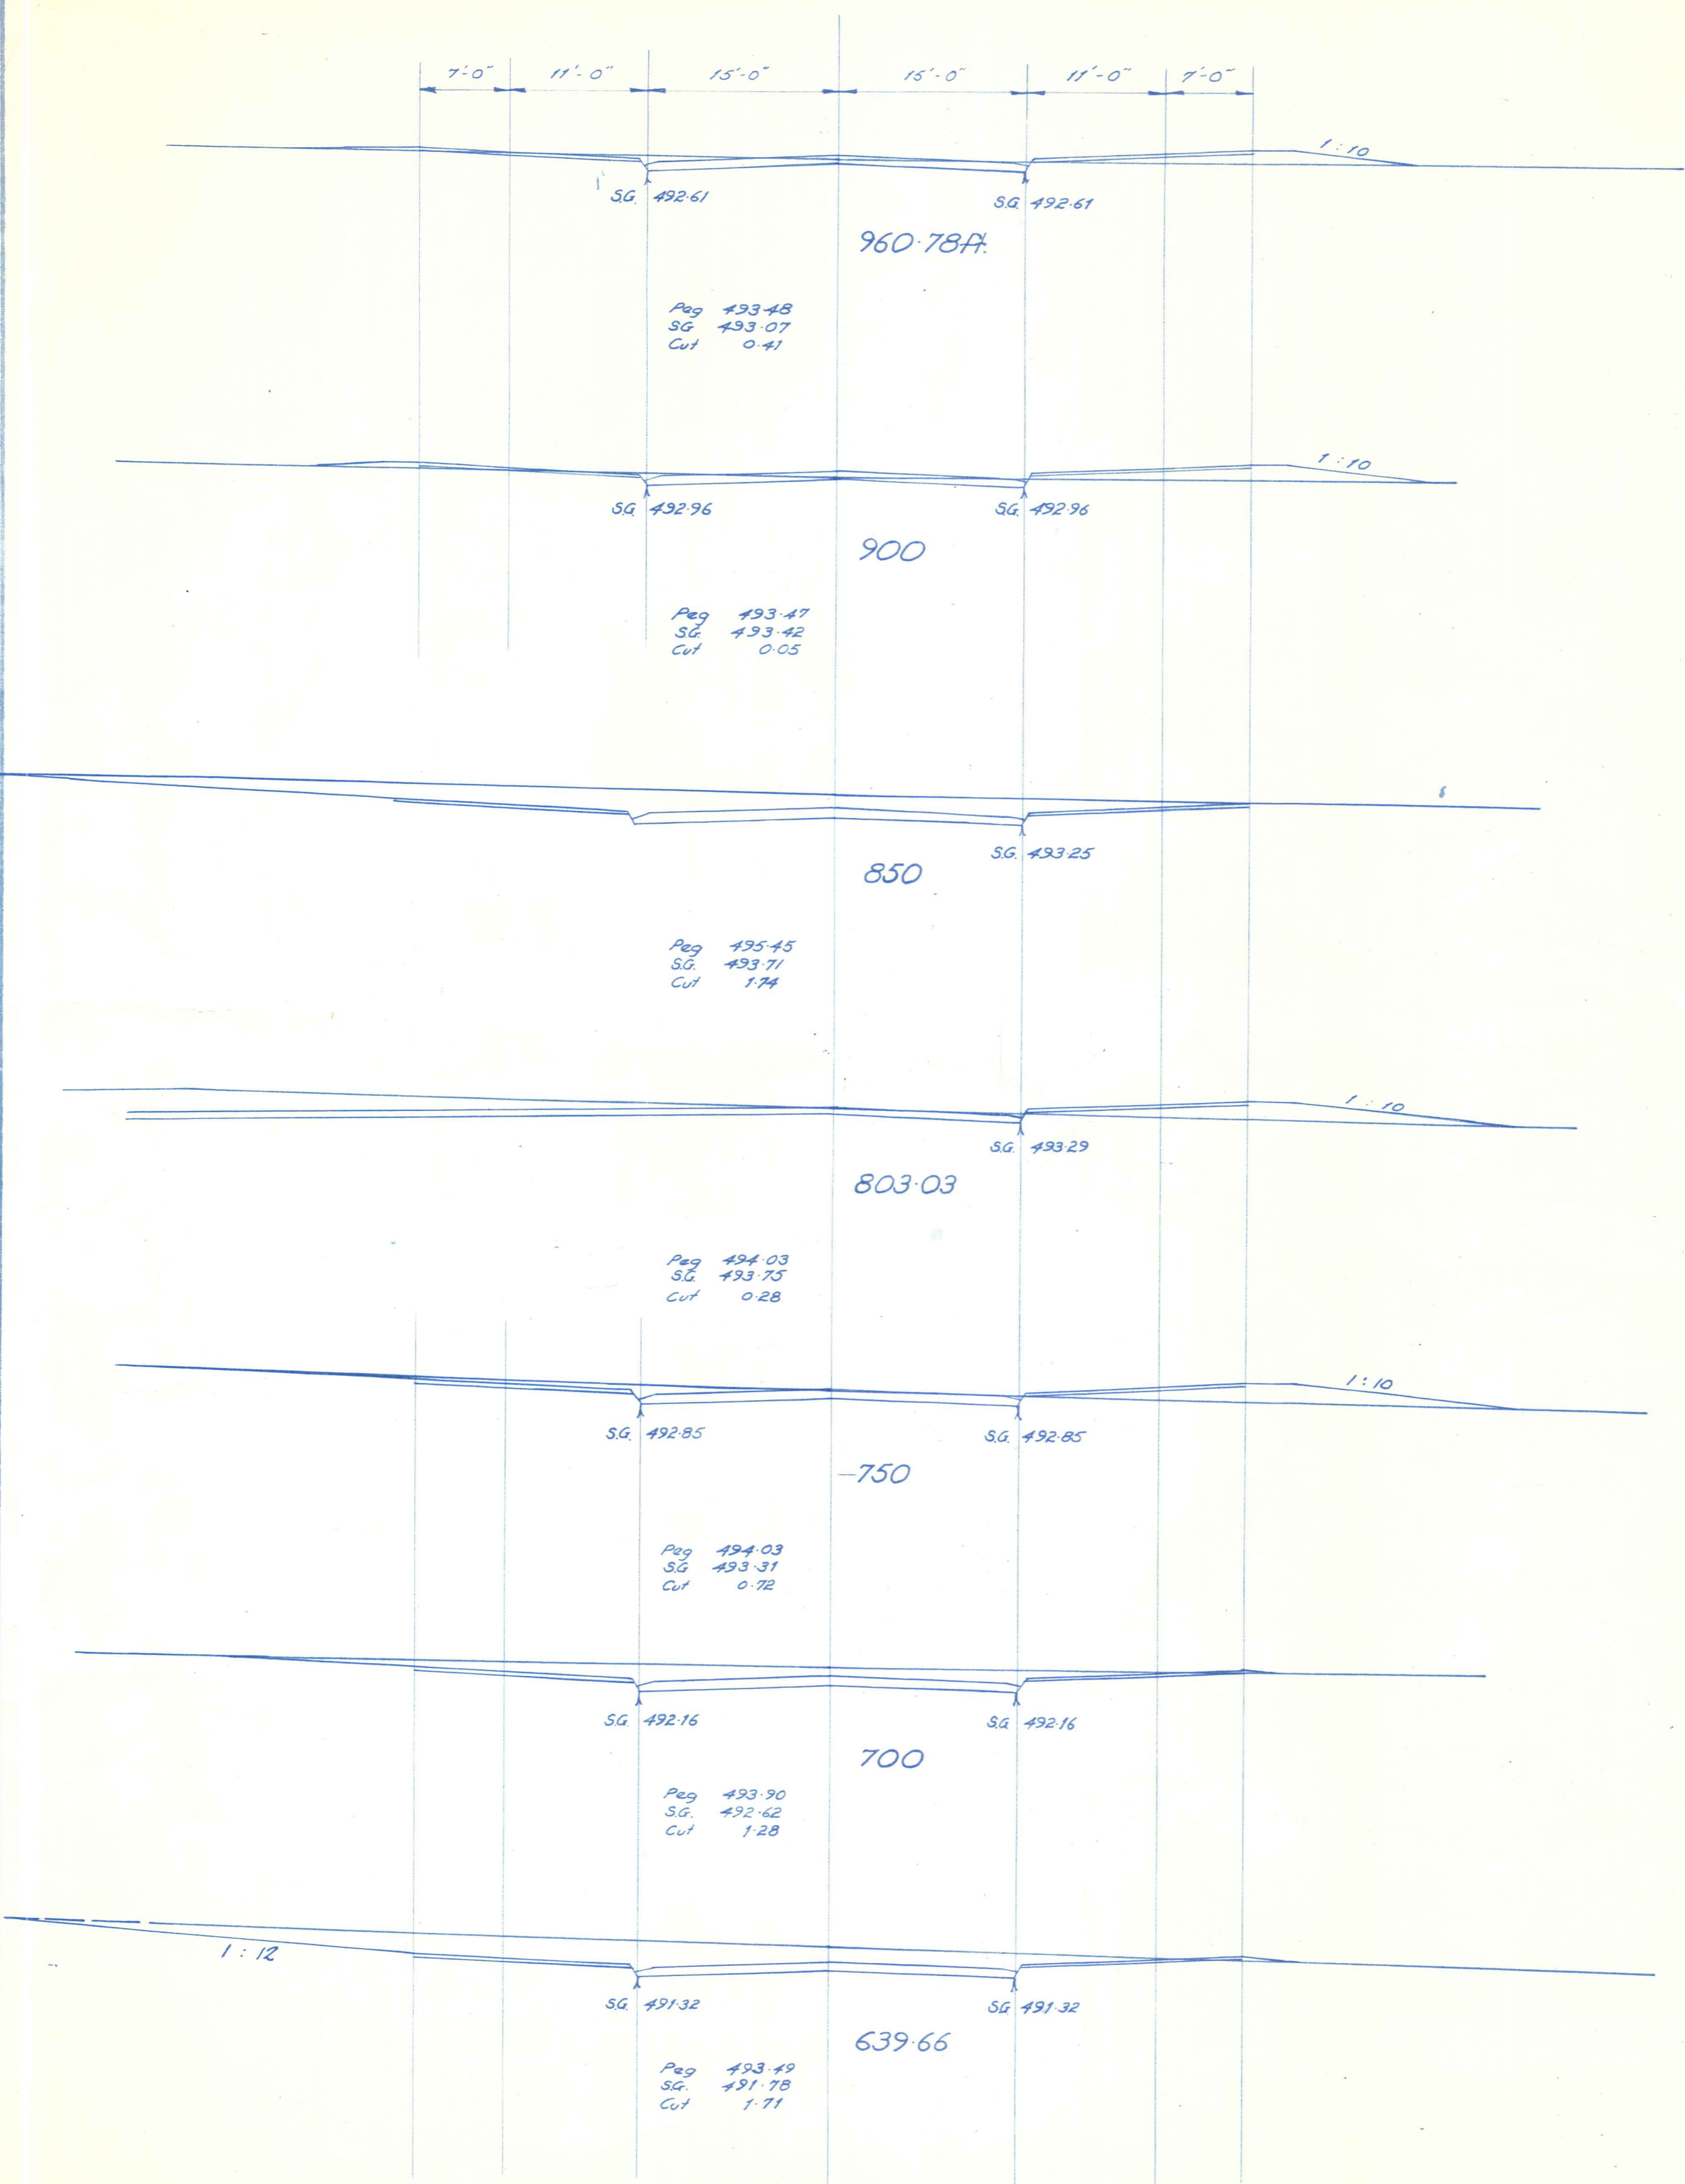 7'-0" 11'-0" 15'-0" 15'-0" 11'-0" 7'-0"
1:10
S.G. 492·61 S.G. 492·61
960·78ft.
Peg 493·48
SG 493·07
Cut 0·41
1:10
S.G. 492·96 S.G. 492·96
900
Peg 493·47
S.G. 493·42
Cut 0·05
S.G. 493·25
850
Peg 495·45
S.G. 493·71
Cut 1·74
1:10
S.G. 493·29
803·03
Peg 494·03
S.G. 493·75
Cut 0·28
1:10
S.G. 492·85 S.G. 492·85
750
Peg 494·03
S.G 493·31
Cut 0·72
S.G. 492·16 S.G. 492·16
700
Peg 493·90
S.G. 492·62
Cut 1·28
1:12
S.G. 491·32 SG 491·32
639·66
Peg 493·49
S.G. 491·78
Cut 1·71